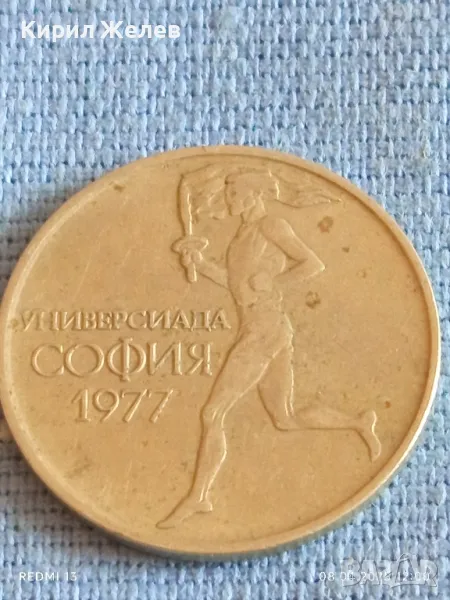 Кирил Желев
УНИВЕРСИАДА
СОФИЯ
1977
REDMI 13